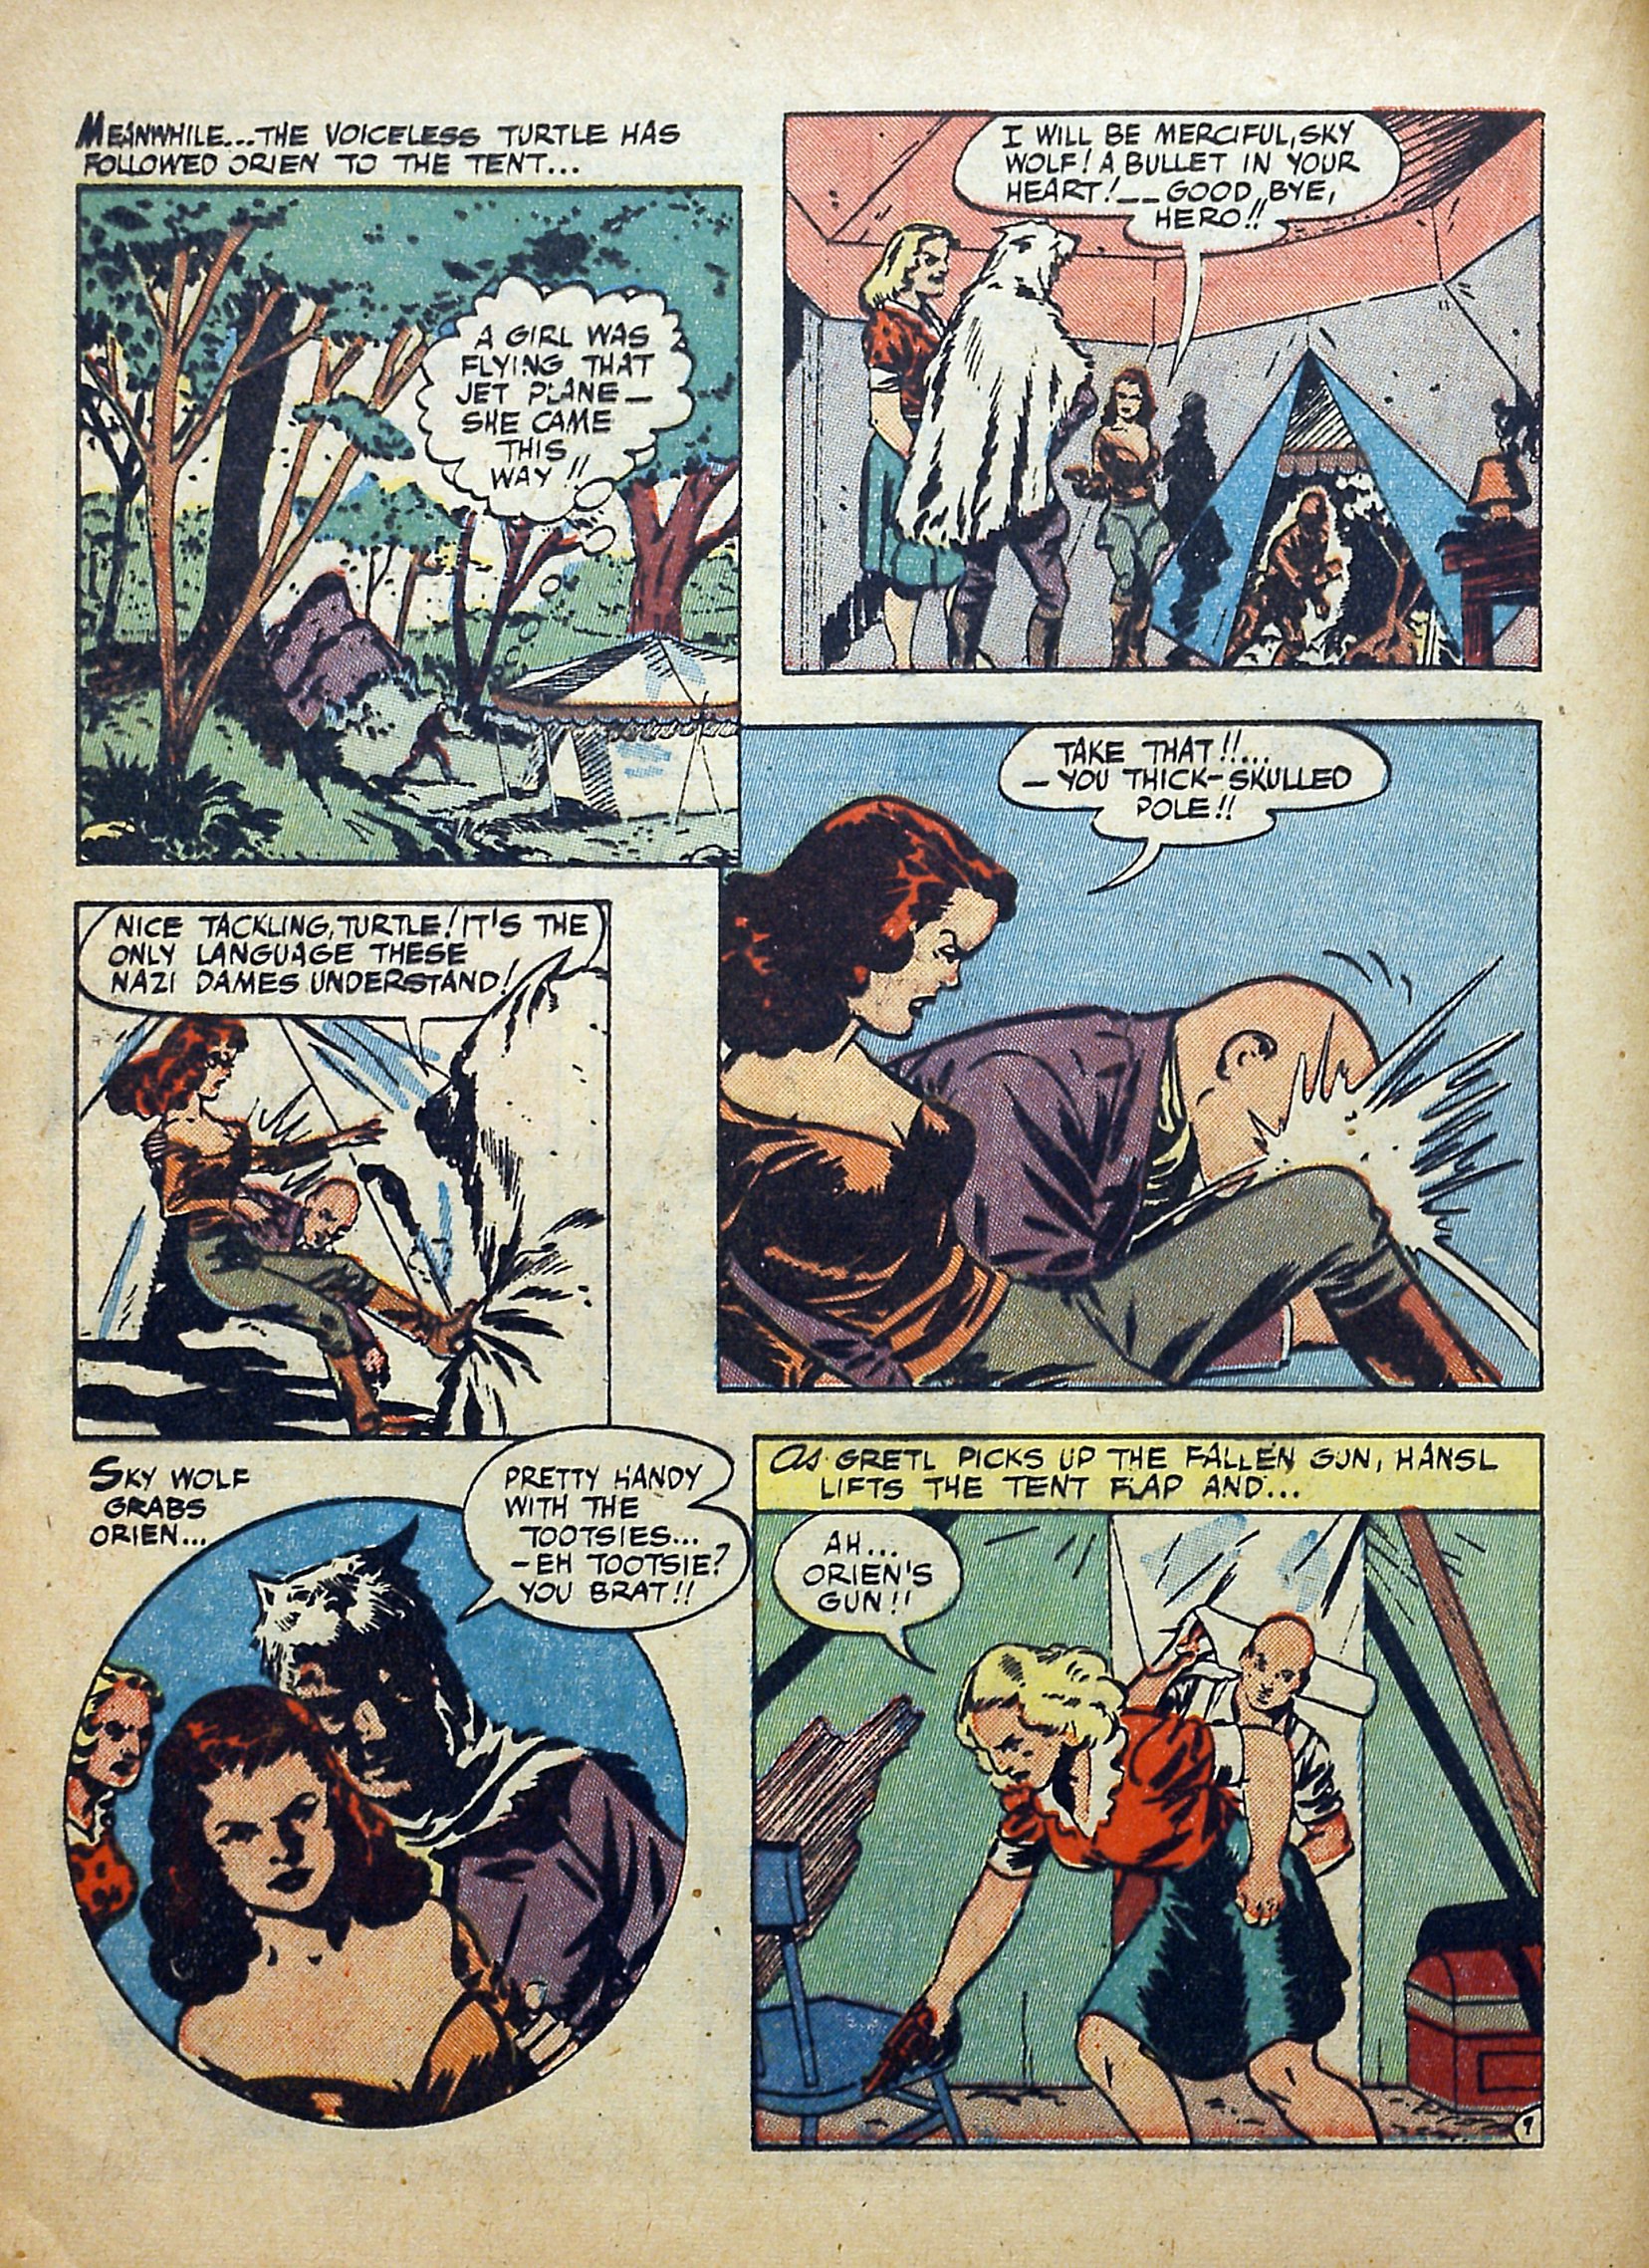 MEANWHILE...THE VOICELESS TURTLE HAS
FOLLOWED ORIEN TO THE TENT...
A GIRL WAS
FLYING THAT
JET PLANE—
SHE CAME
THIS
WAY!!
I WILL BE MERCIFUL, SKY
WOLF! A BULLET IN YOUR
HEART!—— GOOD BYE,
HERO!!
TAKE THAT!!....
—YOU THICK-SKULLED
POLE!!
NICE TACKLING, TURTLE! IT'S THE
ONLY LANGUAGE THESE
NAZI DAMES UNDERSTAND!
SKY WOLF
GRABS
ORIEN...
PRETTY HANDY
WITH THE
TOOTSIES...
-EH TOOTSIE?
YOU BRAT!!
AS GRETL PICKS UP THE FALLEN GUN, HANSL
LIFTS THE TENT FLAP AND...
AH...
ORIEN'S
GUN!!
9